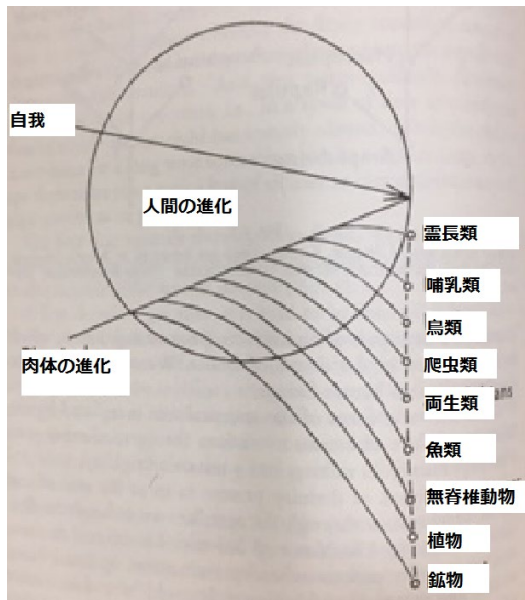 自我
人間の進化
霊長類
哺乳類
鳥類
爬虫類
肉体の進化
両生類
魚類
無脊椎動物
植物
鉱物